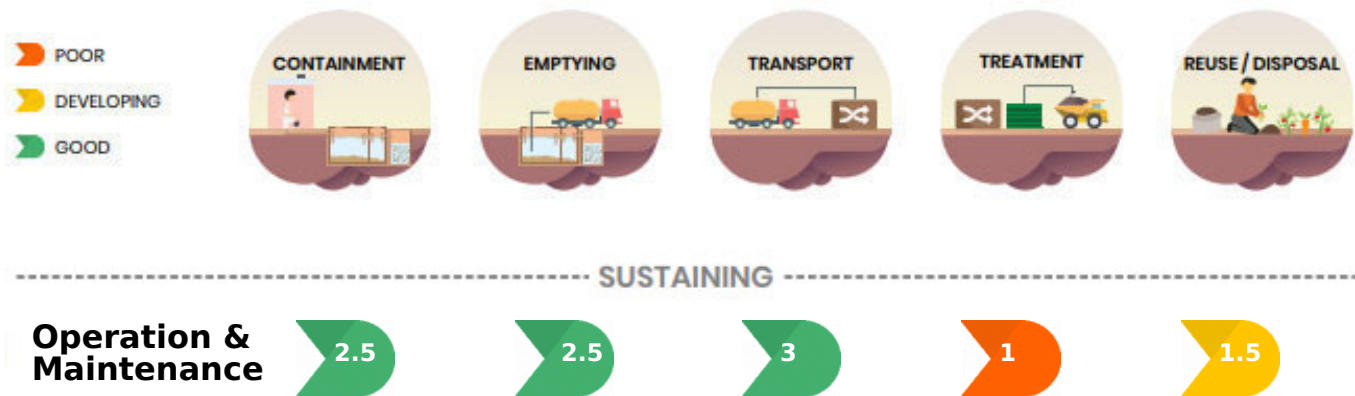 POOR
DEVELOPING
GOOD
CONTAINMENT
EMPTYING
TRANSPORT
TREATMENT
REUSE / DISPOSAL
SUSTAINING
Operation &
Maintenance
2.5
2.5
3
1
1.5